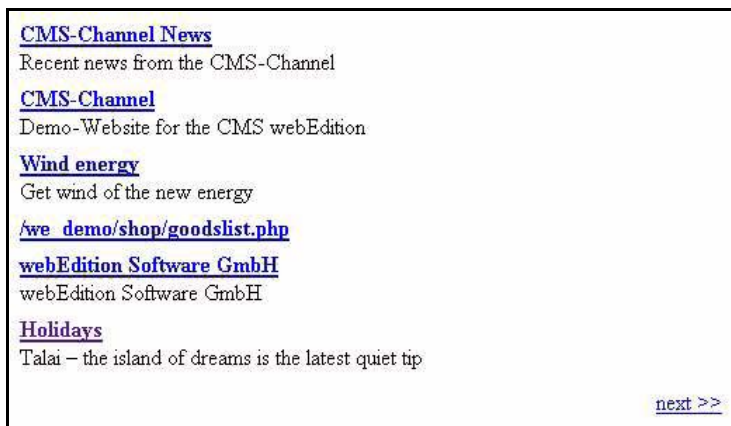 CMS-Channel News
Recent news from the CMS-Channel
CMS-Channel
Demo-Website for the CMS webEdition
Wind energy
Get wind of the new energy
/we_demo/shop/goodslist.php
webEdition Software GmbH
webEdition Software GmbH
Holidays
Talai – the island of dreams is the latest quiet tip
next >>